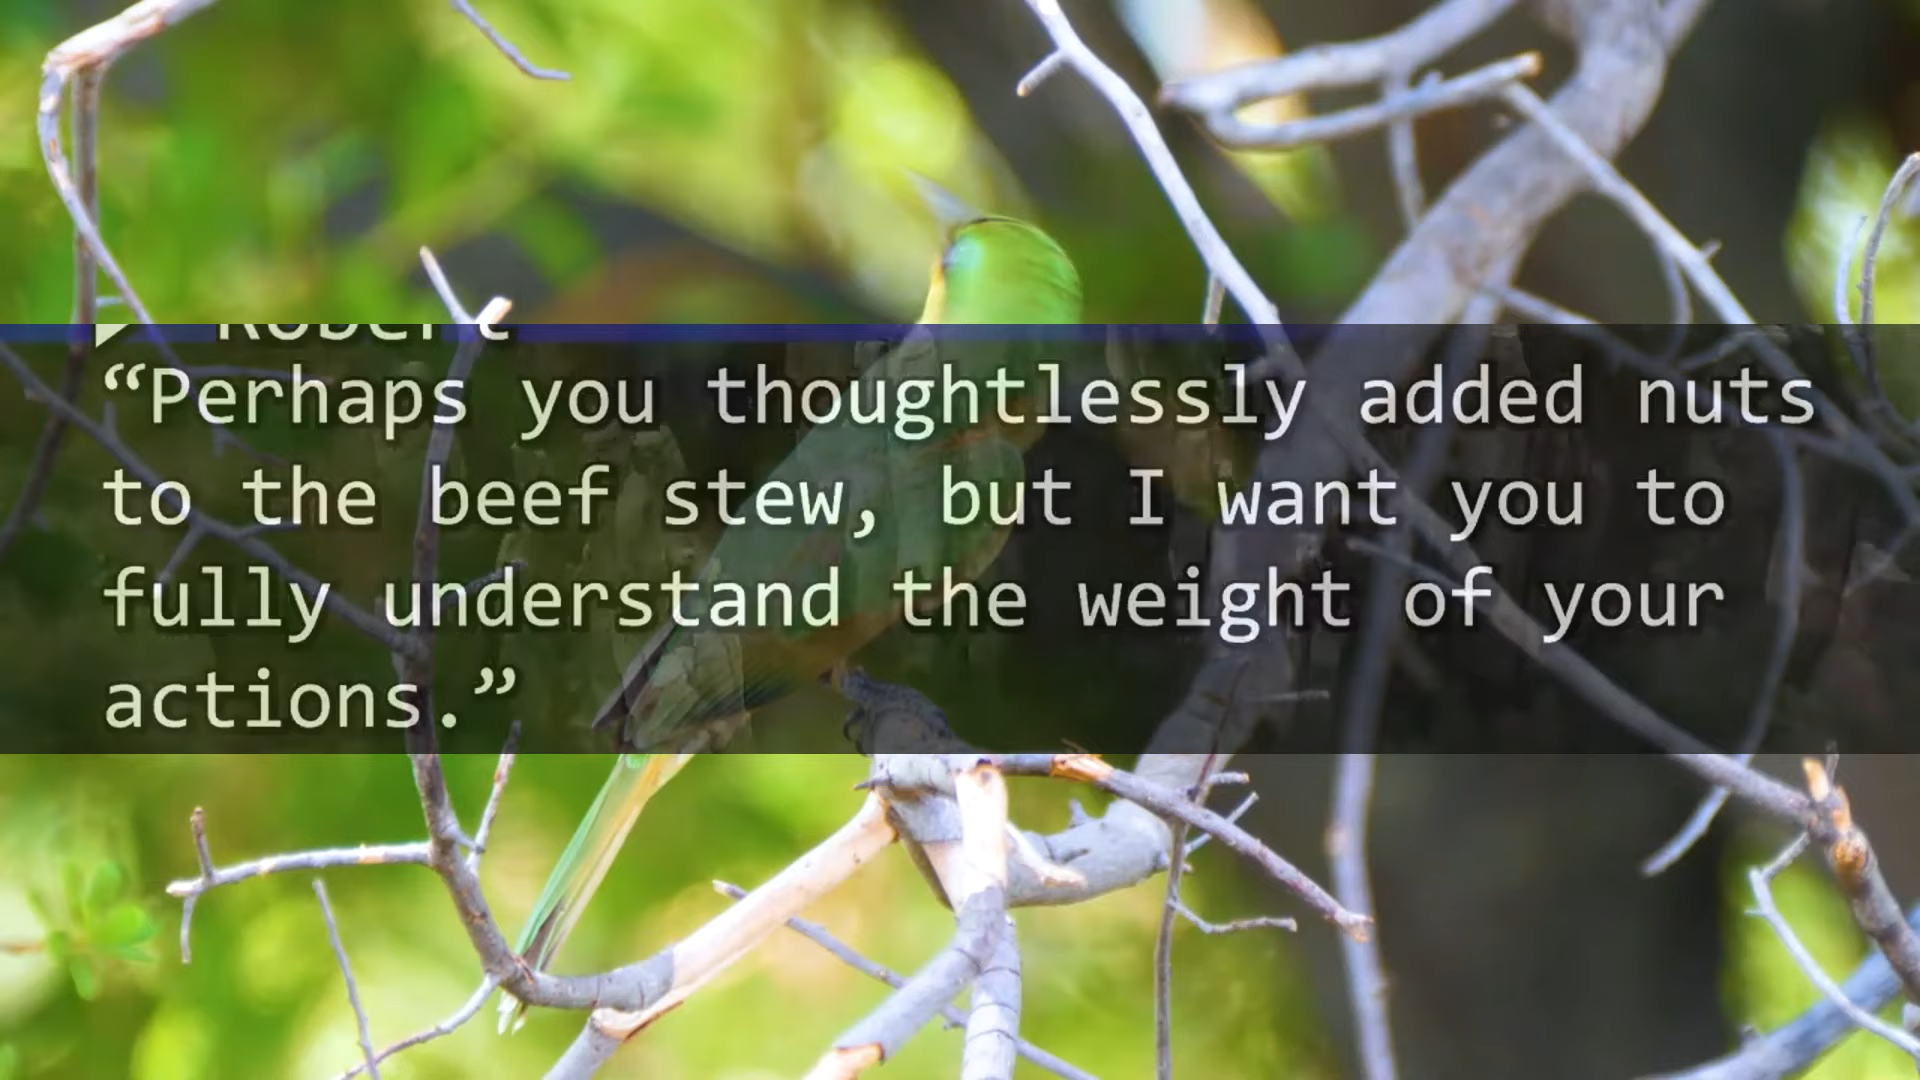 Robert
“Perhaps you thoughtlessly added nuts
to the beef stew, but I want you to
fully understand the weight of your
actions.”